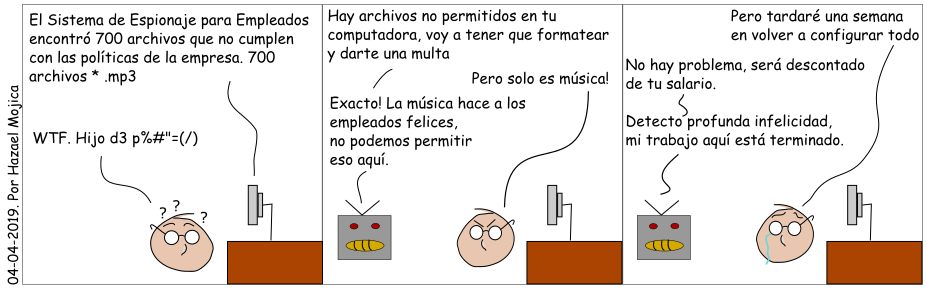 El Sistema de Espionaje para Empleados
encontró 700 archivos que no cumplen
con las políticas de la empresa. 700
archivos * .mp3
WTF. Hijo d3 p%#"=(/)
? ? ?
Hay archivos no permitidos en tu
computadora, voy a tener que formatear
y darte una multa
Pero solo es música!
Exacto! La música hace a los
empleados felices,
no podemos permitir
eso aquí.
Pero tardaré una semana
en volver a configurar todo
No hay problema, será descontado
de tu salario.
Detecto profunda infelicidad,
mi trabajo aquí está terminado.
04-04-2019. Por Hazael Mojica